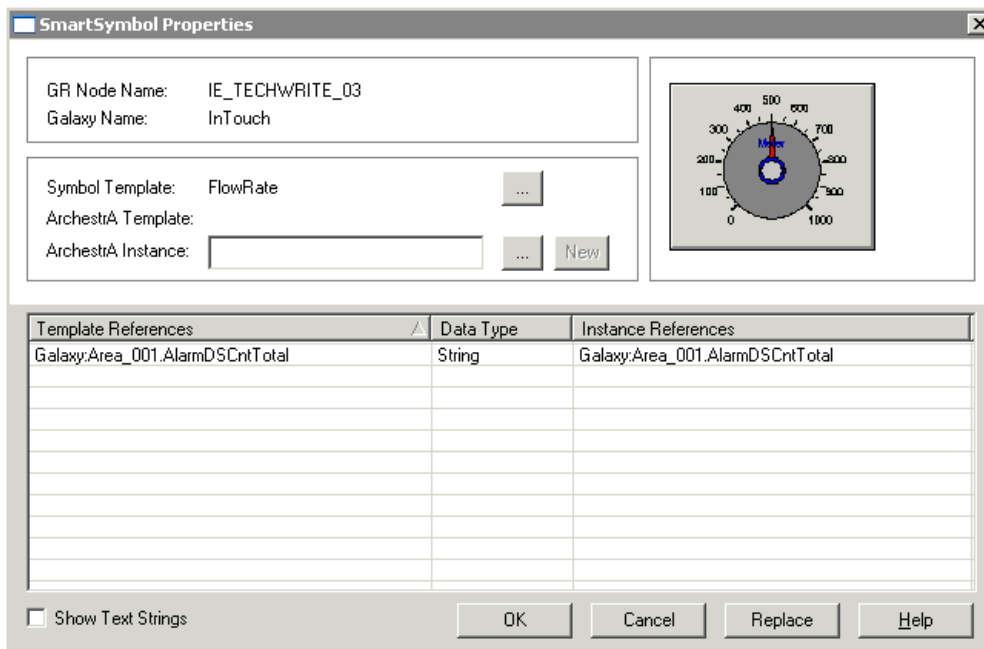 SmartSymbol Properties
GR Node Name: IE_TECHWRITE_03
Galaxy Name: InTouch
Symbol Template: FlowRate ...
ArchestrA Template:
ArchestrA Instance: ... New
500
400 600
300 700
Meter
200 800
100 900
0 1000
Template References Data Type Instance References
Galaxy:Area_001.AlarmDSCntTotal String Galaxy:Area_001.AlarmDSCntTotal
Show Text Strings OK Cancel Replace Help